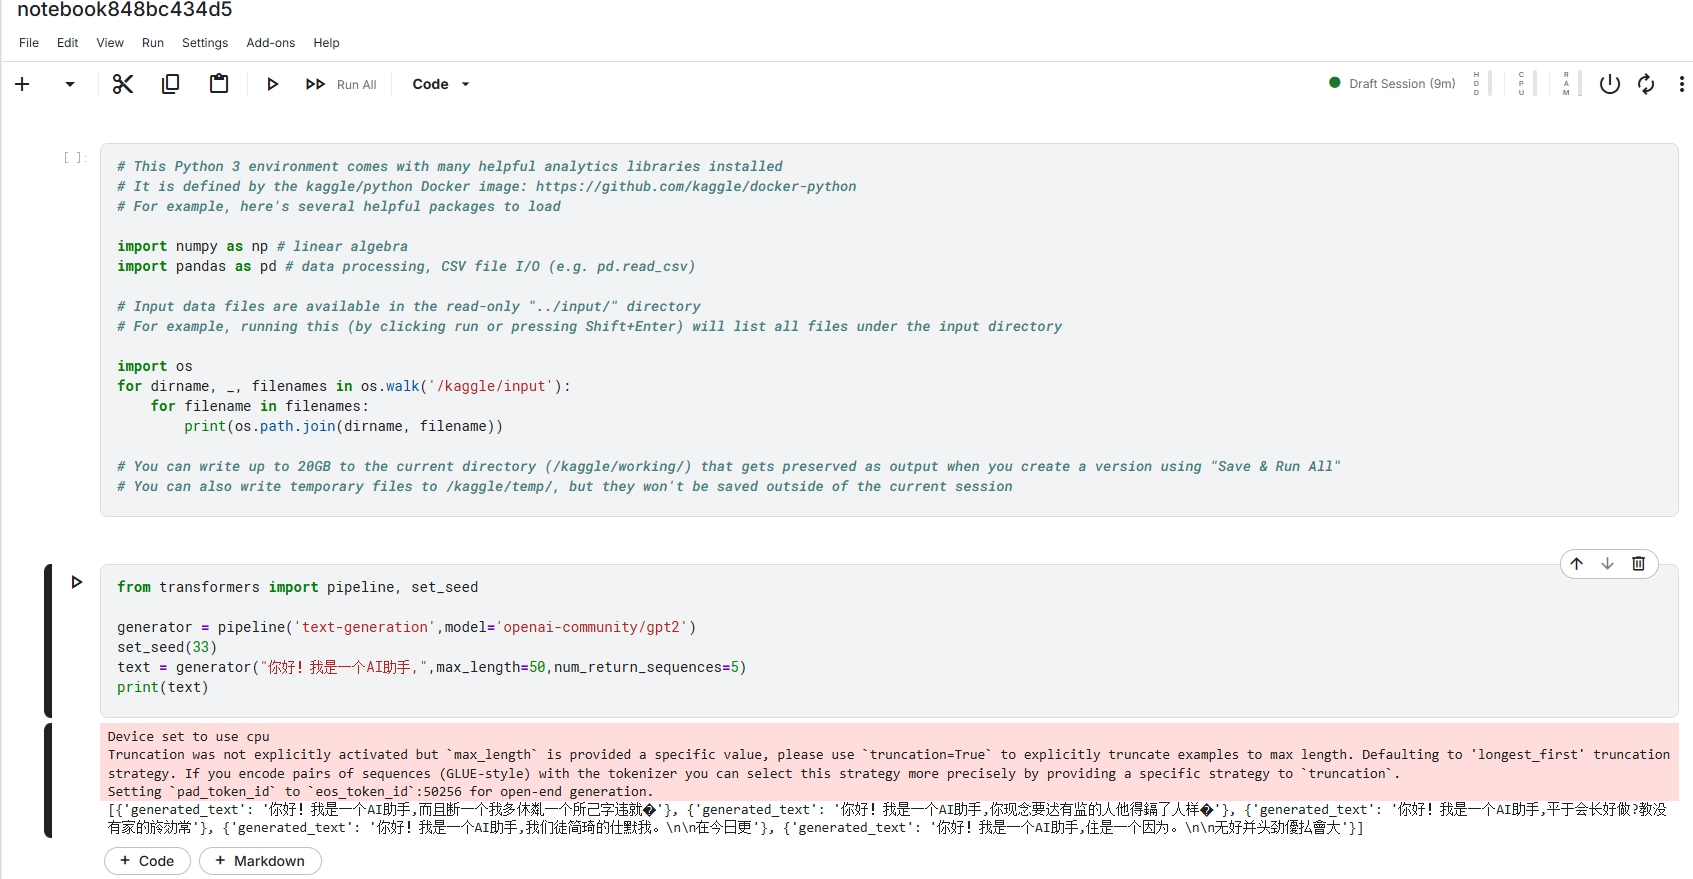 notebook848bc434d5
File Edit View Run Settings Add-ons Help
Run All Code Draft Session (9m) HDD CPU RAM
[ ]:
# This Python 3 environment comes with many helpful analytics libraries installed
# It is defined by the kaggle/python Docker image: https://github.com/kaggle/docker-python
# For example, here's several helpful packages to load
import numpy as np # linear algebra
import pandas as pd # data processing, CSV file I/O (e.g. pd.read_csv)
# Input data files are available in the read-only "../input/" directory
# For example, running this (by clicking run or pressing Shift+Enter) will list all files under the input directory
import os
for dirname, _, filenames in os.walk('/kaggle/input'):
    for filename in filenames:
        print(os.path.join(dirname, filename))
# You can write up to 20GB to the current directory (/kaggle/working/) that gets preserved as output when you create a version using "Save & Run All"
# You can also write temporary files to /kaggle/temp/, but they won't be saved outside of the current session
from transformers import pipeline, set_seed
generator = pipeline('text-generation',model='openai-community/gpt2')
set_seed(33)
text = generator("你好！我是一个AI助手,",max_length=50,num_return_sequences=5)
print(text)
Device set to use cpu
Truncation was not explicitly activated but `max_length` is provided a specific value, please use `truncation=True` to explicitly truncate examples to max length. Defaulting to 'longest_first' truncation
strategy. If you encode pairs of sequences (GLUE-style) with the tokenizer you can select this strategy more precisely by providing a specific strategy to `truncation`.
Setting `pad_token_id` to `eos_token_id`:50256 for open-end generation.
[{'generated_text': '你好！我是一个AI助手,而且断一个我多休㲴一个所己字违就�'}, {'generated_text': '你好！我是一个AI助手,你现念要达有监的人他得鎘了人样�'}, {'generated_text': '你好！我是一个AI助手,平于会长好做?教没
有家的䏡効常'}, {'generated_text': '你好！我是一个AI助手,我们徒简琦的仕默我。\n\n在今日更'}, {'generated_text': '你好！我是一个AI助手,住是一个因为。\n\n无好并头劲優払會大'}]
+ Code + Markdown